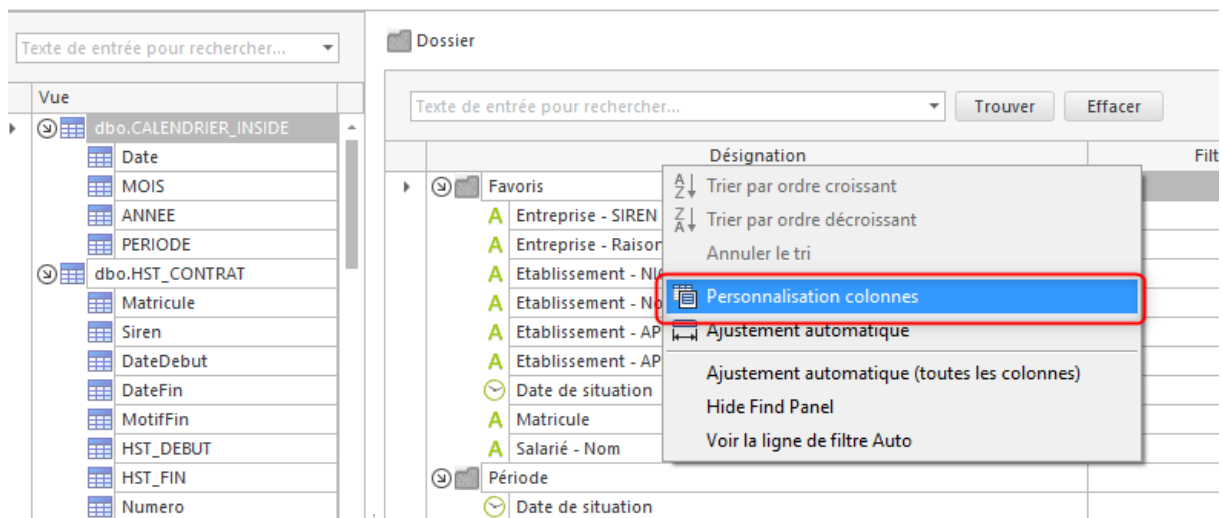 Texte de entrée pour rechercher...
Vue
dbo.CALENDRIER_INSIDE
Date
MOIS
ANNEE
PERIODE
dbo.HST_CONTRAT
Matricule
Siren
DateDebut
DateFin
MotifFin
HST_DEBUT
HST_FIN
Numero
Dossier
Texte de entrée pour rechercher...
Trouver
Effacer
Désignation
Filt
Favoris
Entreprise - SIREN
Entreprise - Raison
Etablissement - NI
Etablissement - No
Etablissement - AP
Etablissement - AP
Date de situation
Matricule
Salarié - Nom
Période
Date de situation
Trier par ordre croissant
Trier par ordre décroissant
Annuler le tri
Personnalisation colonnes
Ajustement automatique
Ajustement automatique (toutes les colonnes)
Hide Find Panel
Voir la ligne de filtre Auto